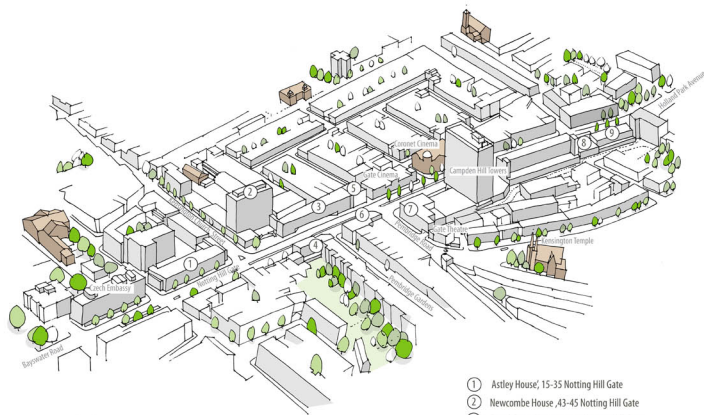 Holland Park Avenue
9
8
Coronet Cinema
Campden Hill Towers
Gate Cinema
2
5
3
6
7
Gate Theatre
Pembridge Road
Kensington Temple
4
1
Notting Hill Gate
Pembridge Gardens
Czech Embassy
Bayswater Road
1 Astley House', 15-35 Notting Hill Gate
2 Newcombe House ,43-45 Notting Hill Gate